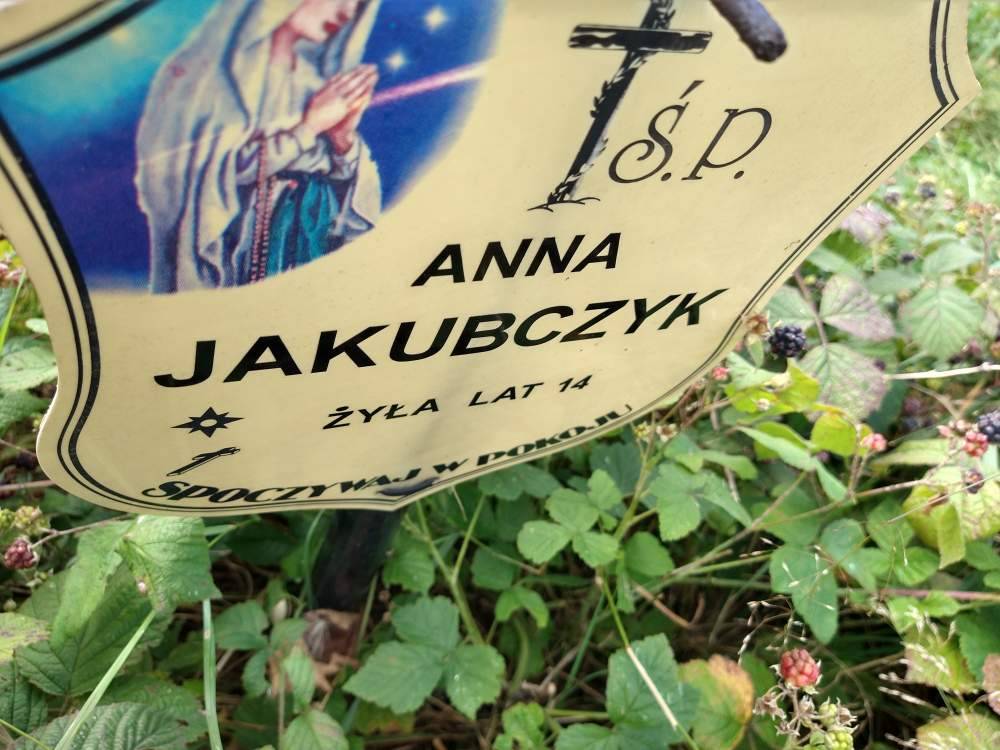 Ś.P.
ANNA
JAKUBCZYK
ŻYŁA LAT 14
SPOCZYWAJ W POKOJU